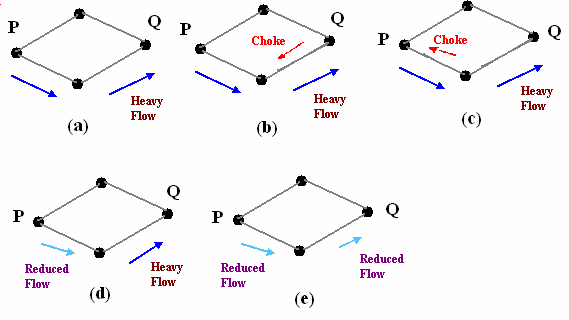 P
Q
Heavy
Flow
(a)
P
Q
Choke
Heavy
Flow
(b)
P
Q
Choke
Heavy
Flow
(c)
P
Q
Reduced
Flow
Heavy
Flow
(d)
P
Q
Reduced
Flow
Reduced
Flow
(e)